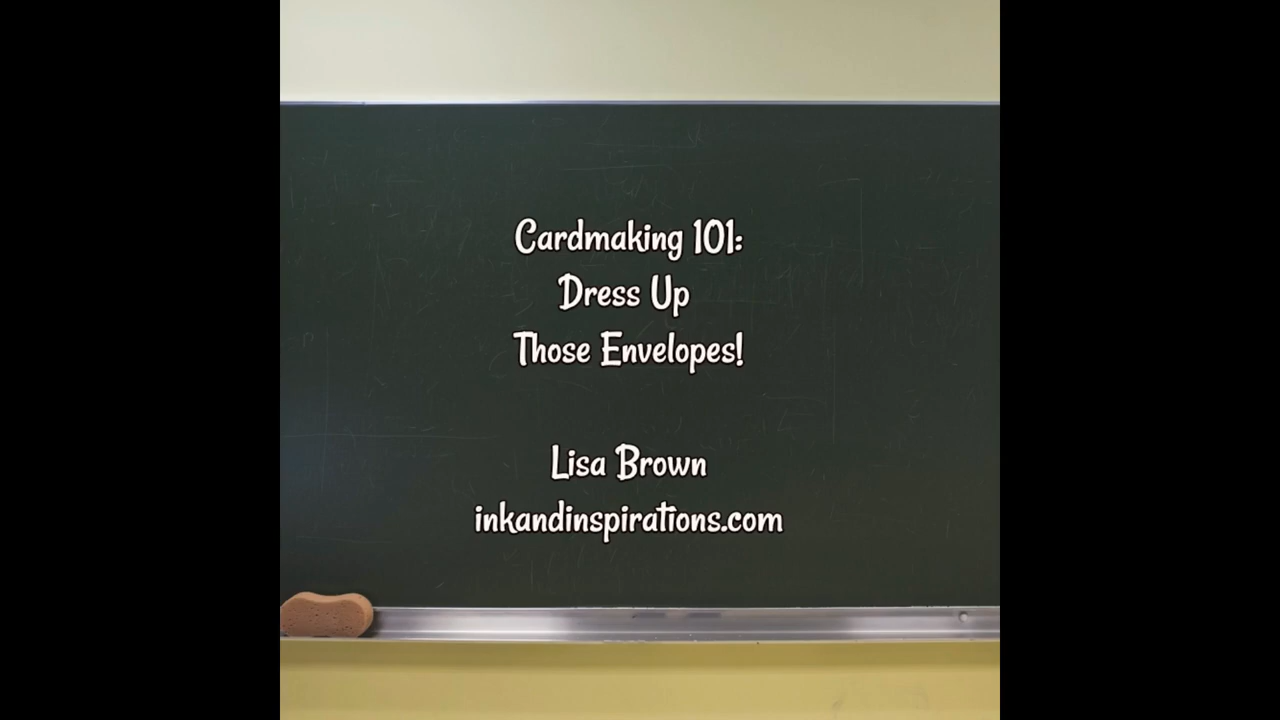 Cardmaking 101:
Dress Up
Those Envelopes!
Lisa Brown
inkandinspirations.com